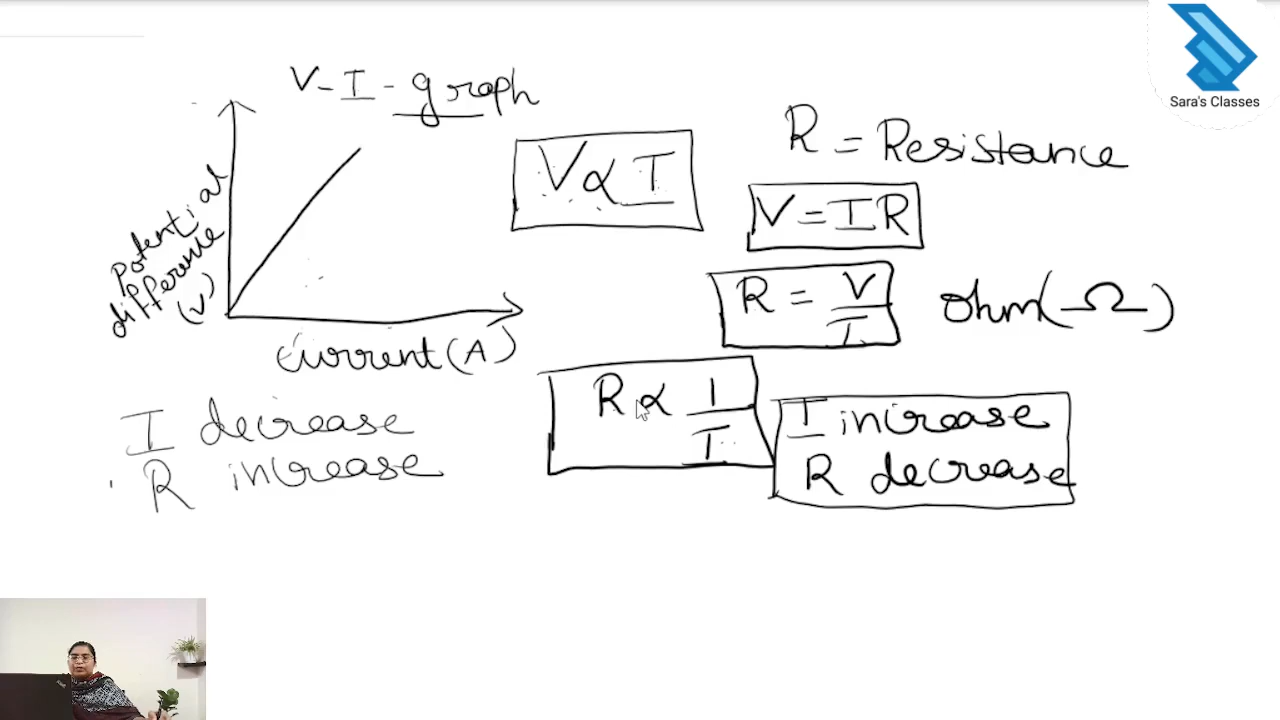 Sara's Classes
V-I-graph
Potential
difference
(V)
Current (A)
V ∝ I
R = Resistance
V = IR
R = V/I
ohm (Ω)
R ∝ 1/I
I increase
R decrease
I decrease
R increase